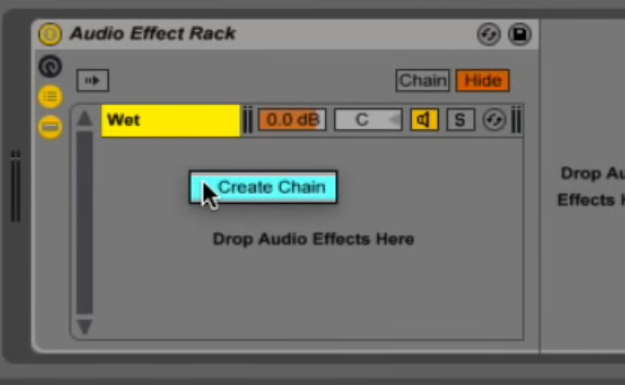 Audio Effect Rack
Chain Hide
Wet 0.0 dB C S
Create Chain
Drop Audio Effects Here
Drop Au
Effects